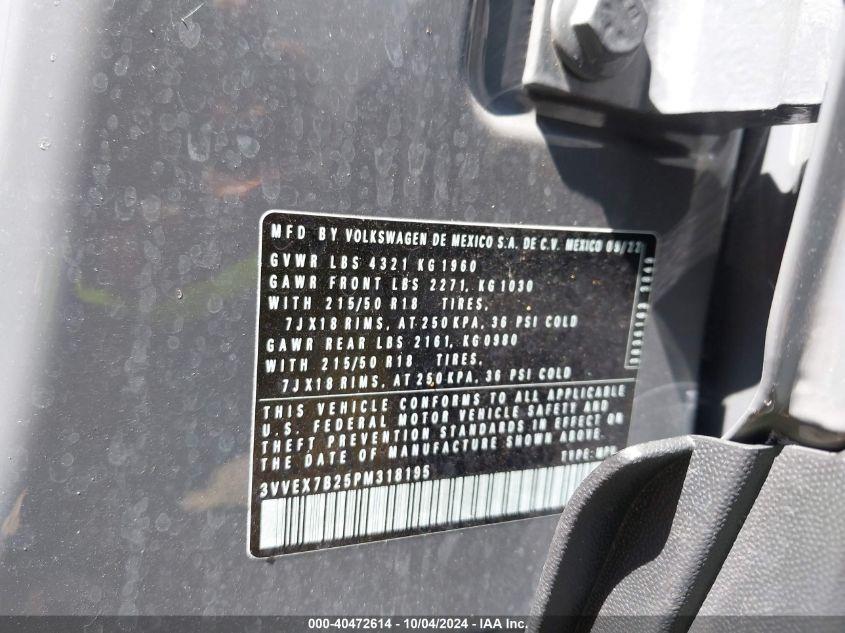 MFD BY VOLKSWAGEN DE MEXICO S.A. DE C.V. MEXICO
GVWR LBS 4321 KG 1960
GAWR FRONT LBS 2271, KG 1030
WITH 215/50 R18 TIRES,
7JX18 RIMS, AT 250 KPA, 36 PSI COLD
GAWR REAR LBS 2161, KG 0980
WITH 215/50 R18 TIRES,
7JX18 RIMS, AT 250 KPA, 36 PSI COLD
THIS VEHICLE CONFORMS TO ALL APPLICABLE
U.S. FEDERAL MOTOR VEHICLE SAFETY AND
THEFT PREVENTION STANDARDS IN EFFECT ON
THE DATE OF MANUFACTURE SHOWN ABOVE.
TYPE: MPV
3VVEX7B25PM318195
000-40472614 - 10/04/2024 - IAA Inc.